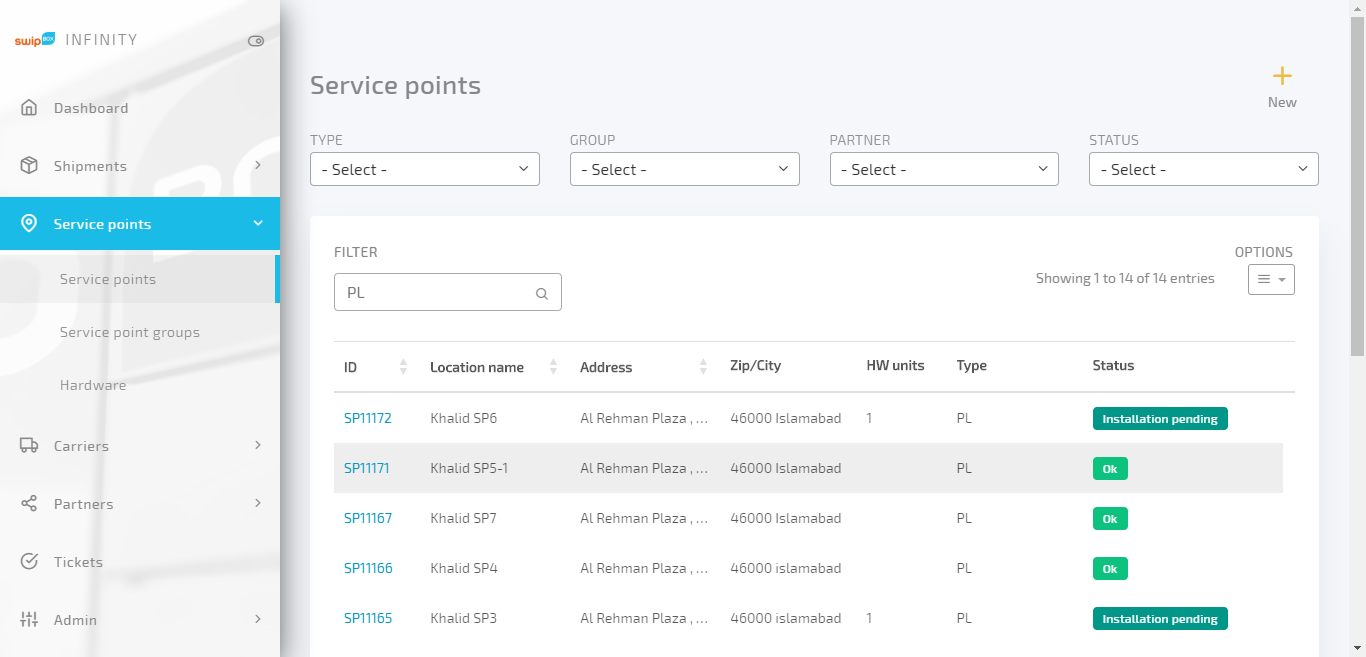 swip BOX INFINITY
Dashboard
Shipments
Service points
Service points
Service point groups
Hardware
Carriers
Partners
Tickets
Admin
Service points
New
TYPE GROUP PARTNER STATUS
- Select - - Select - - Select - - Select -
FILTER OPTIONS
PL Showing 1 to 14 of 14 entries
ID Location name Address Zip/City HW units Type Status
SP11172 Khalid SP6 Al Rehman Plaza , ... 46000 Islamabad 1 PL Installation pending
SP11171 Khalid SP5-1 Al Rehman Plaza , ... 46000 Islamabad PL Ok
SP11167 Khalid SP7 Al Rehman Plaza , ... 46000 Islamabad PL Ok
SP11166 Khalid SP4 Al Rehman Plaza , ... 46000 islamabad PL Ok
SP11165 Khalid SP3 Al Rehman Plaza , ... 46000 islamabad 1 PL Installation pending